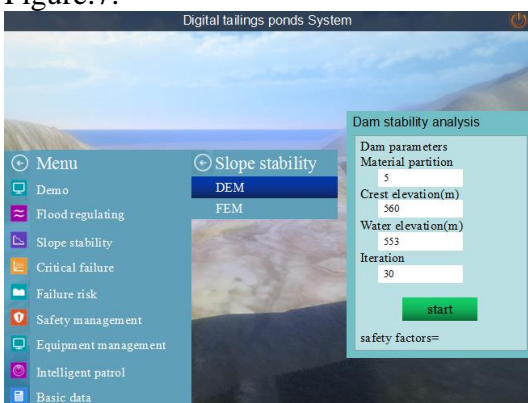 Figure.7.
Digital tailings ponds System
Dam stability analysis
Dam parameters
Material partition
5
Crest elevation(m)
560
Water elevation(m)
553
Iteration
30
start
safety factors=
Menu
Demo
Flood regulating
Slope stability
Critical failure
Failure risk
Safety management
Equipment management
Intelligent patrol
Basic data
Slope stability
DEM
FEM